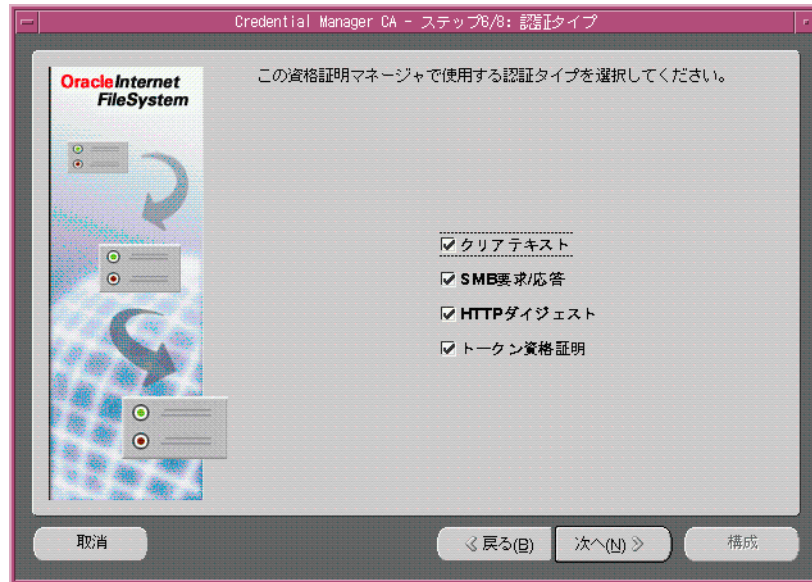 Credential Manager CA - ステップ6/8: 認証タイプ
OracleInternet
FileSystem
この資格証明マネージャで使用する認証タイプを選択してください。
クリアテキスト
SMB要求/応答
HTTPダイジェスト
トークン資格証明
取消
戻る(B)
次へ(N)
構成